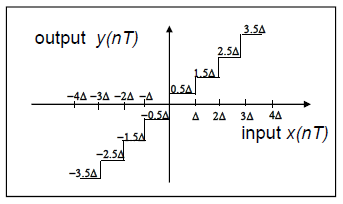 output y(nT)
3.5Δ
2.5Δ
1.5Δ
0.5Δ
−4Δ −3Δ −2Δ −Δ
−0.5Δ
Δ 2Δ 3Δ 4Δ
input x(nT)
−1.5Δ
−2.5Δ
−3.5Δ